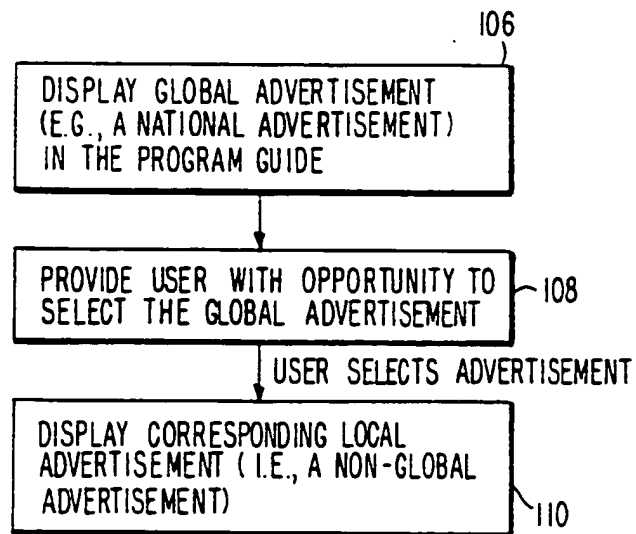 106
DISPLAY GLOBAL ADVERTISEMENT
(E.G., A NATIONAL ADVERTISEMENT)
IN THE PROGRAM GUIDE
PROVIDE USER WITH OPPORTUNITY TO
SELECT THE GLOBAL ADVERTISEMENT
108
USER SELECTS ADVERTISEMENT
DISPLAY CORRESPONDING LOCAL
ADVERTISEMENT ( I.E., A NON-GLOBAL
ADVERTISEMENT)
110